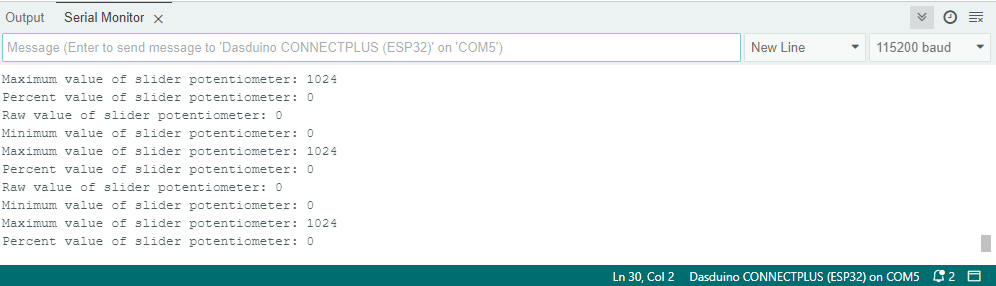 Output Serial Monitor
Message (Enter to send message to 'Dasduino CONNECTPLUS (ESP32)' on 'COM5') New Line 115200 baud
Maximum value of slider potentiometer: 1024
Percent value of slider potentiometer: 0
Raw value of slider potentiometer: 0
Minimum value of slider potentiometer: 0
Maximum value of slider potentiometer: 1024
Percent value of slider potentiometer: 0
Raw value of slider potentiometer: 0
Minimum value of slider potentiometer: 0
Maximum value of slider potentiometer: 1024
Percent value of slider potentiometer: 0
Ln 30, Col 2 Dasduino CONNECTPLUS (ESP32) on COM5 2